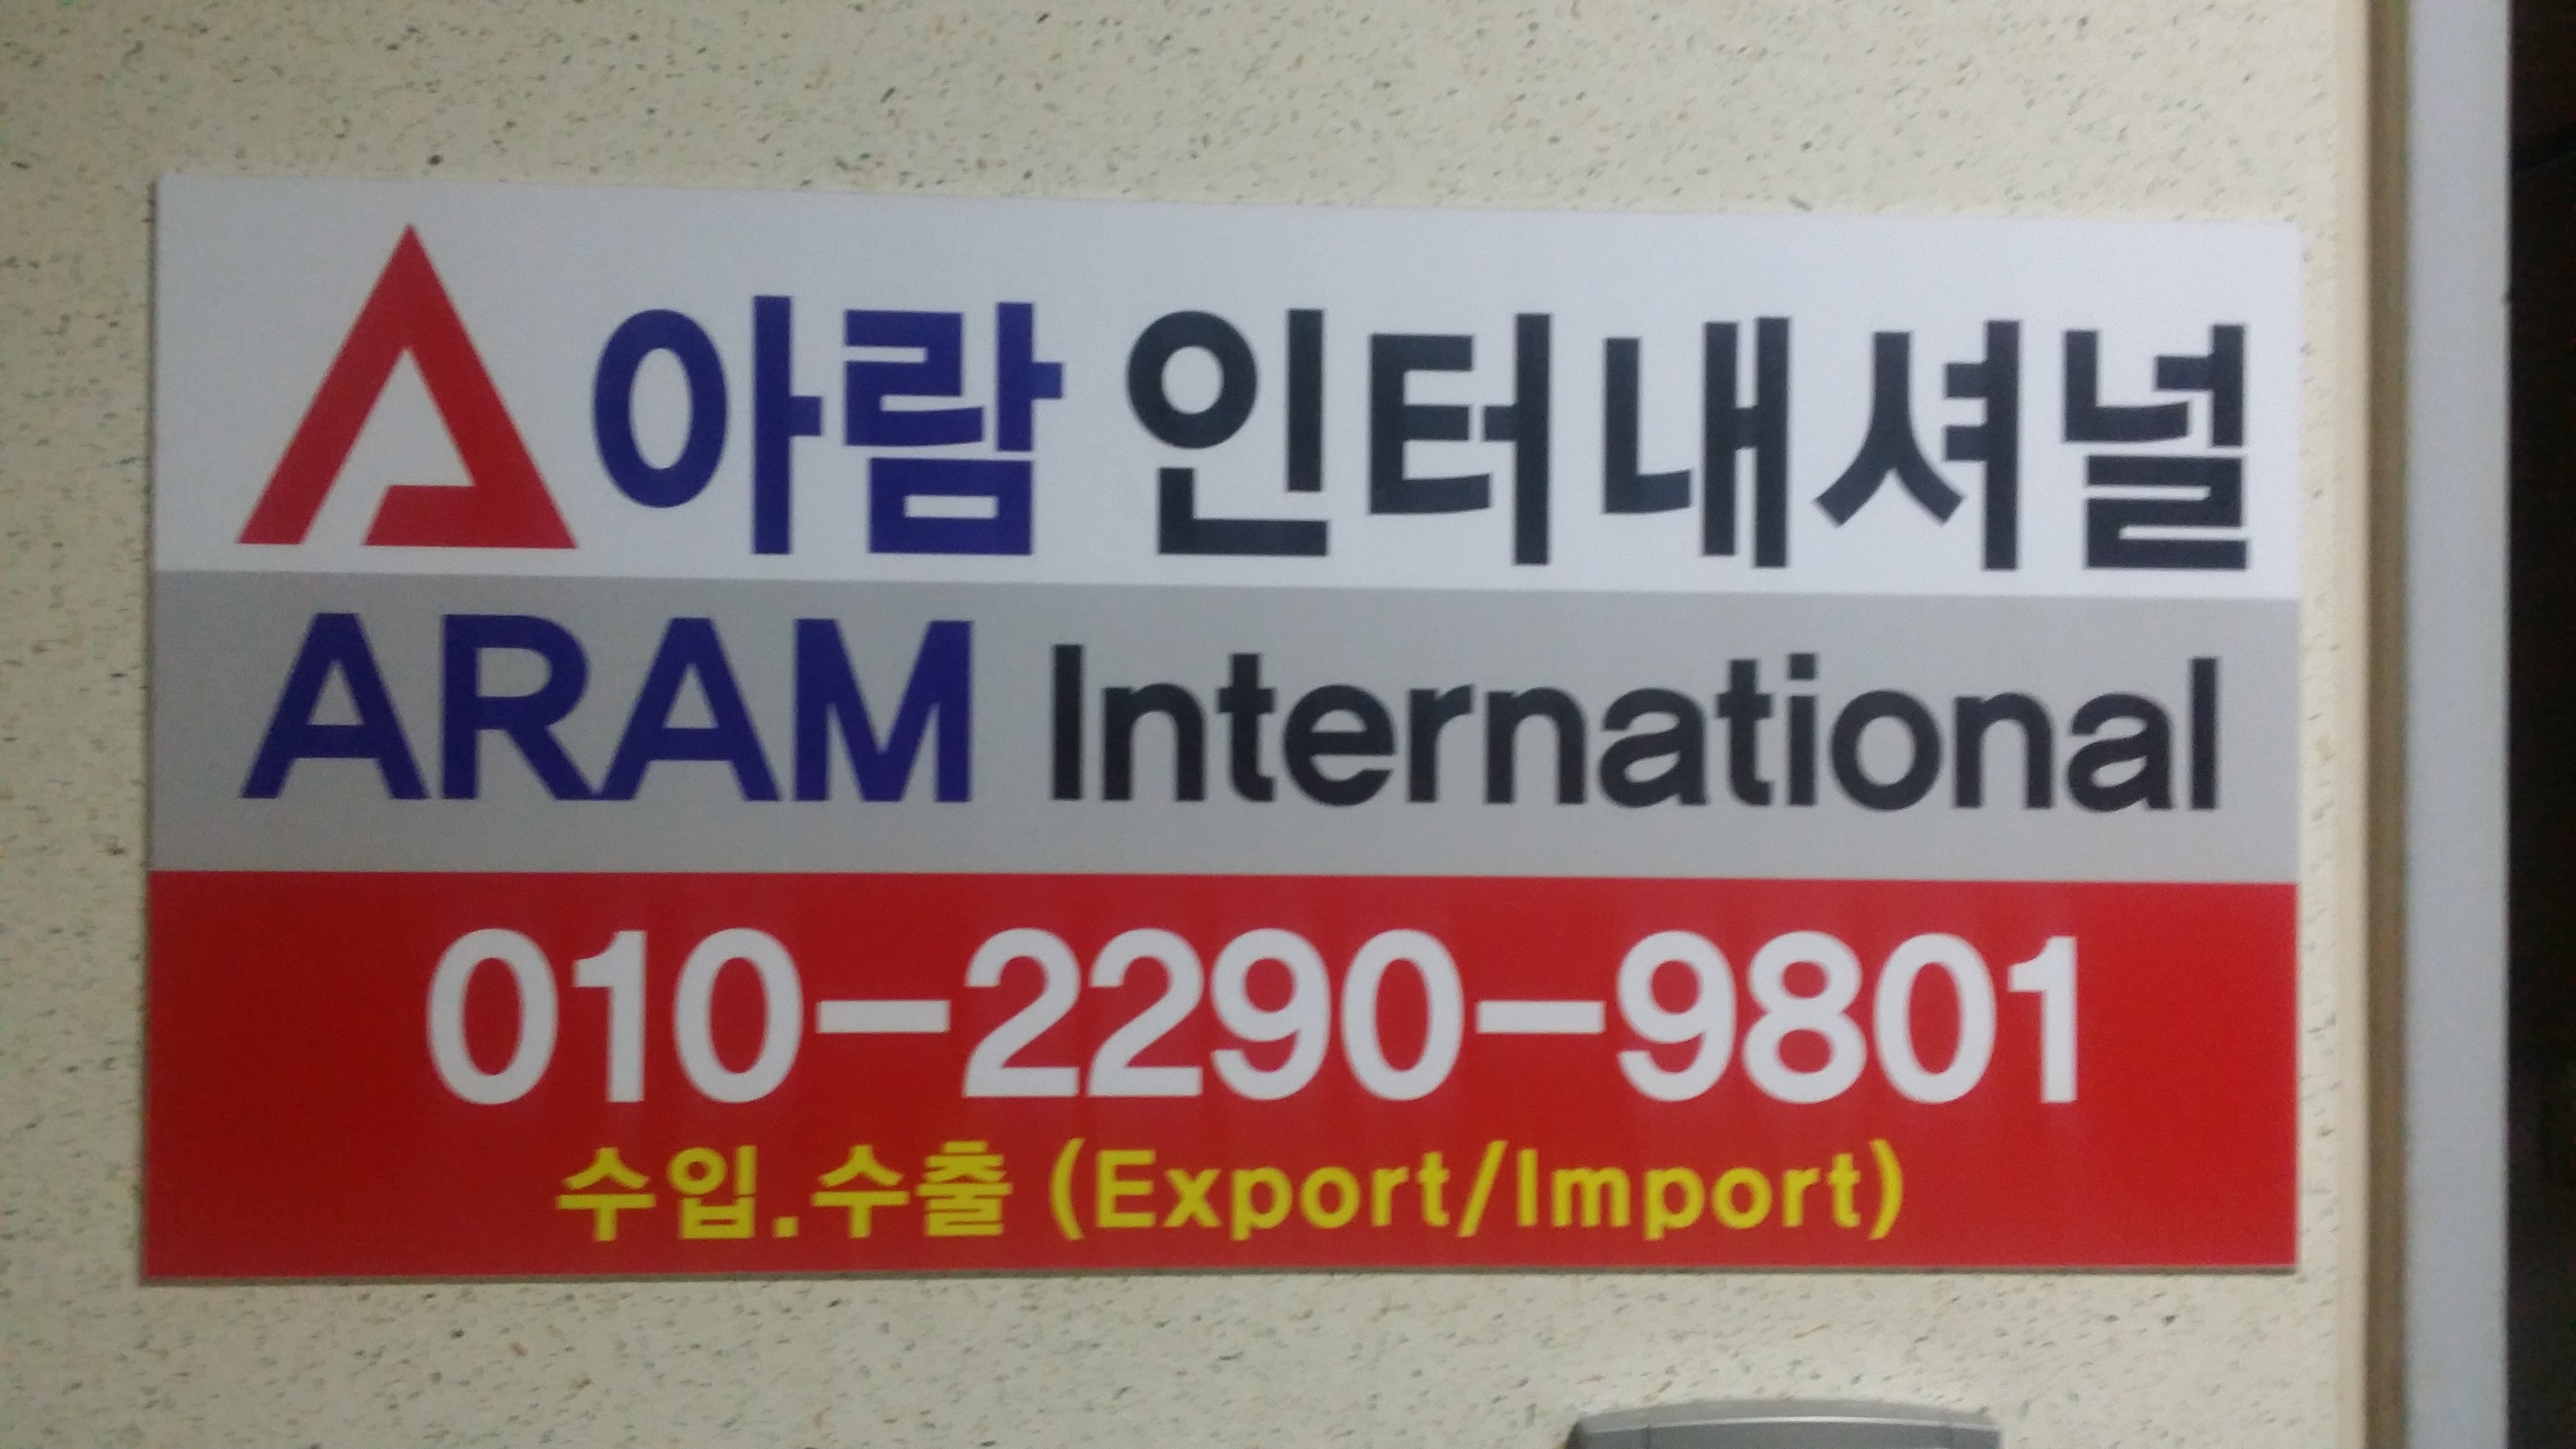 아람 인터내셔널
ARAM International
010-2290-9801
수입.수출 (Export/Import)